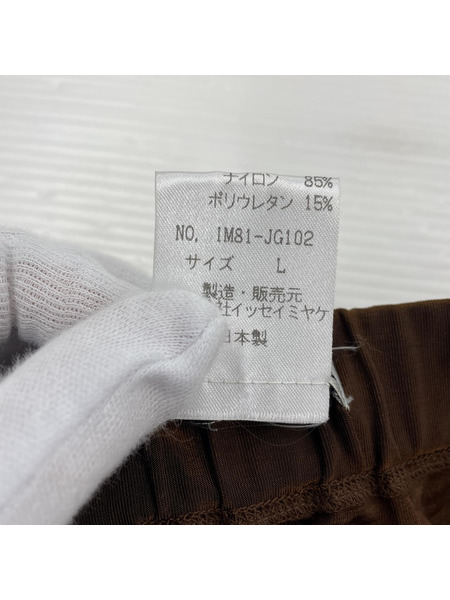 ナイロン 85%
ポリウレタン 15%
NO. IM81-JG102
サイズ L
製造・販売元
社イッセイミヤケ
日本製